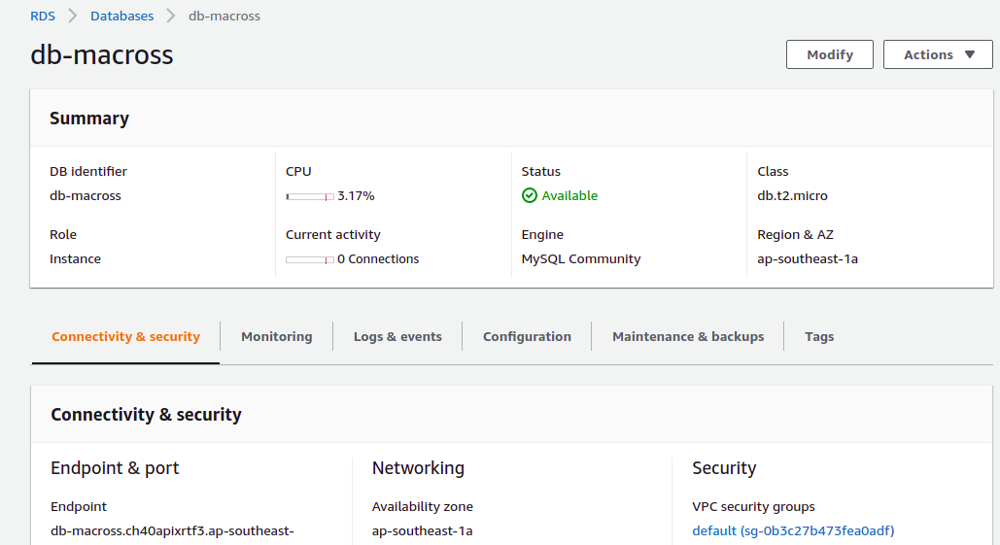 RDS > Databases > db-macross
db-macross
Modify
Actions
Summary
DB identifier
db-macross
CPU
3.17%
Status
Available
Class
db.t2.micro
Role
Instance
Current activity
0 Connections
Engine
MySQL Community
Region & AZ
ap-southeast-1a
Connectivity & security
Monitoring
Logs & events
Configuration
Maintenance & backups
Tags
Connectivity & security
Endpoint & port
Endpoint
db-macross.ch40apixrtf3.ap-southeast-
Networking
Availability zone
ap-southeast-1a
Security
VPC security groups
default (sg-0b3c27b473fea0adf)